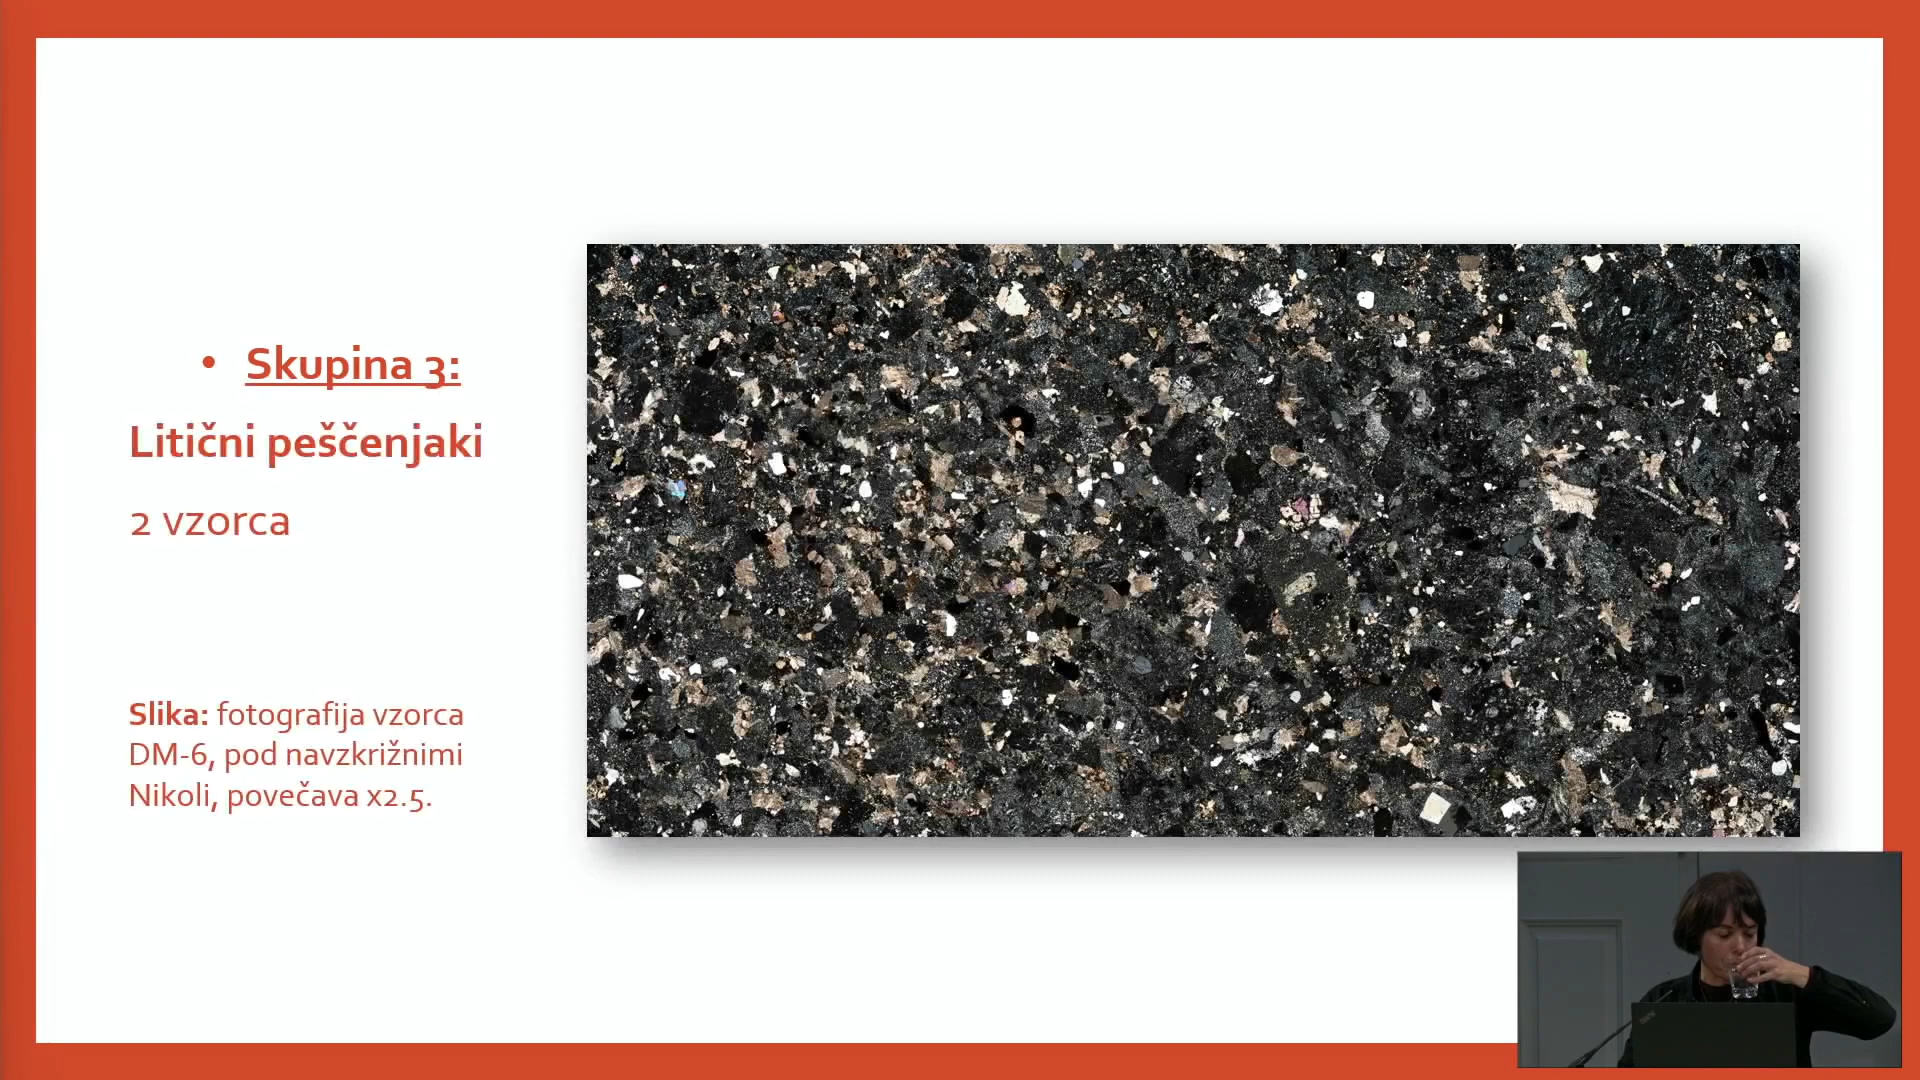 • Skupina 3:
Litični peščenjaki
2 vzorca
Slika: fotografija vzorca
DM-6, pod navzkrižnimi
Nikoli, povečava x2.5.